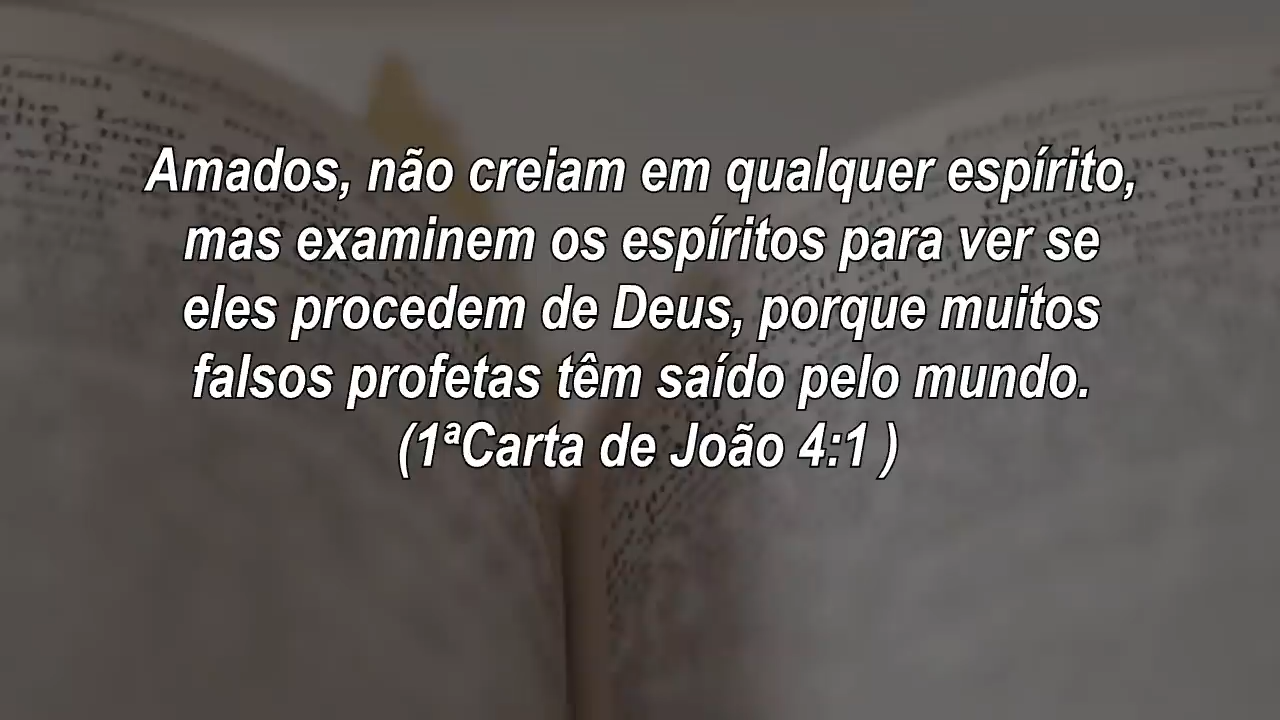 Amados, não creiam em qualquer espírito,
mas examinem os espíritos para ver se
eles procedem de Deus, porque muitos
falsos profetas têm saído pelo mundo.
(1ªCarta de João 4:1 )